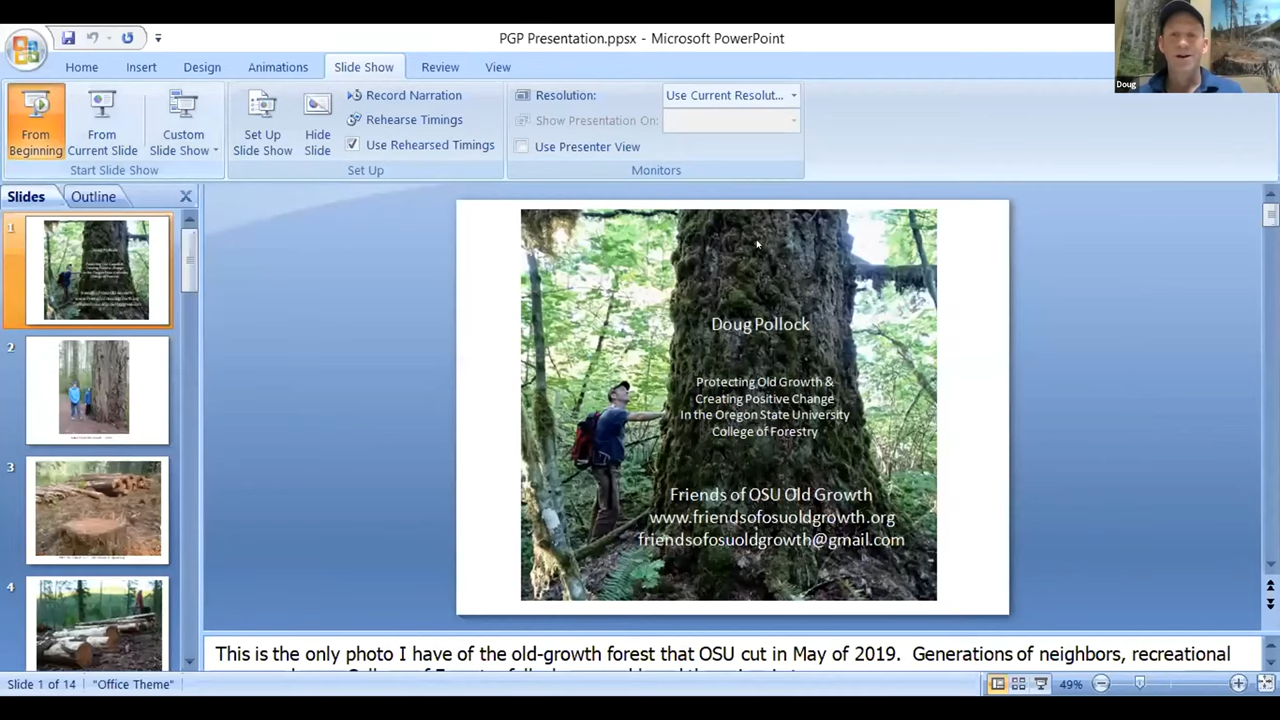 PGP Presentation.ppsx - Microsoft PowerPoint
Doug
Home Insert Design Animations Slide Show Review View
From Beginning
From Current Slide
Custom Slide Show
Start Slide Show
Set Up Slide Show
Hide Slide
Record Narration
Rehearse Timings
Use Rehearsed Timings
Set Up
Resolution: Use Current Resolut...
Show Presentation On:
Use Presenter View
Monitors
Slides Outline
1
2
3
4
Doug Pollock
Protecting Old Growth &
Creating Positive Change
In the Oregon State University
College of Forestry
Friends of OSU Old Growth
www.friendsofosuoldgrowth.org
friendsofosuoldgrowth@gmail.com
This is the only photo I have of the old-growth forest that OSU cut in May of 2019. Generations of neighbors, recreational
Slide 1 of 14 "Office Theme" 49%